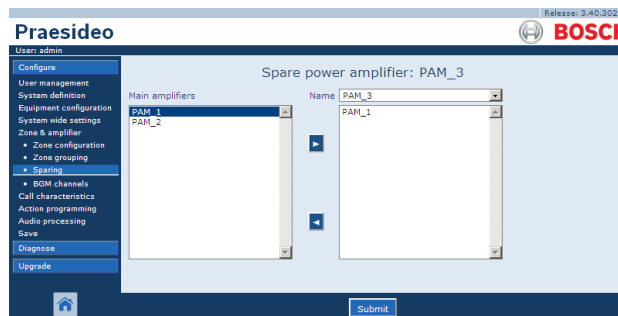 Release: 3.40.302
Praesideo
BOSCH
User: admin
Configure
User management
System definition
Equipment configuration
System wide settings
Zone & amplifier
• Zone configuration
• Zone grouping
• Sparing
• BGM channels
Call characteristics
Action programming
Audio processing
Save
Diagnose
Upgrade
Spare power amplifier: PAM_3
Main amplifiers
Name PAM_3
PAM_1
PAM_2
PAM_1
Submit